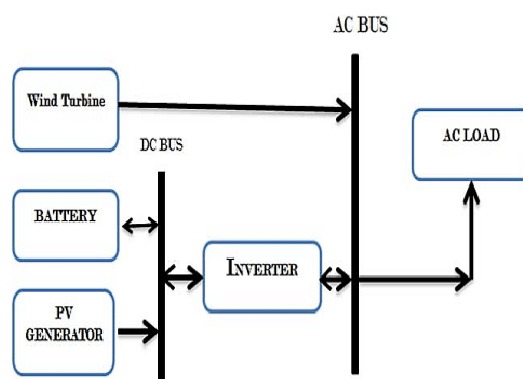 AC BUS
Wind Turbine
AC LOAD
DC BUS
BATTERY
INVERTER
PV
GENERATOR